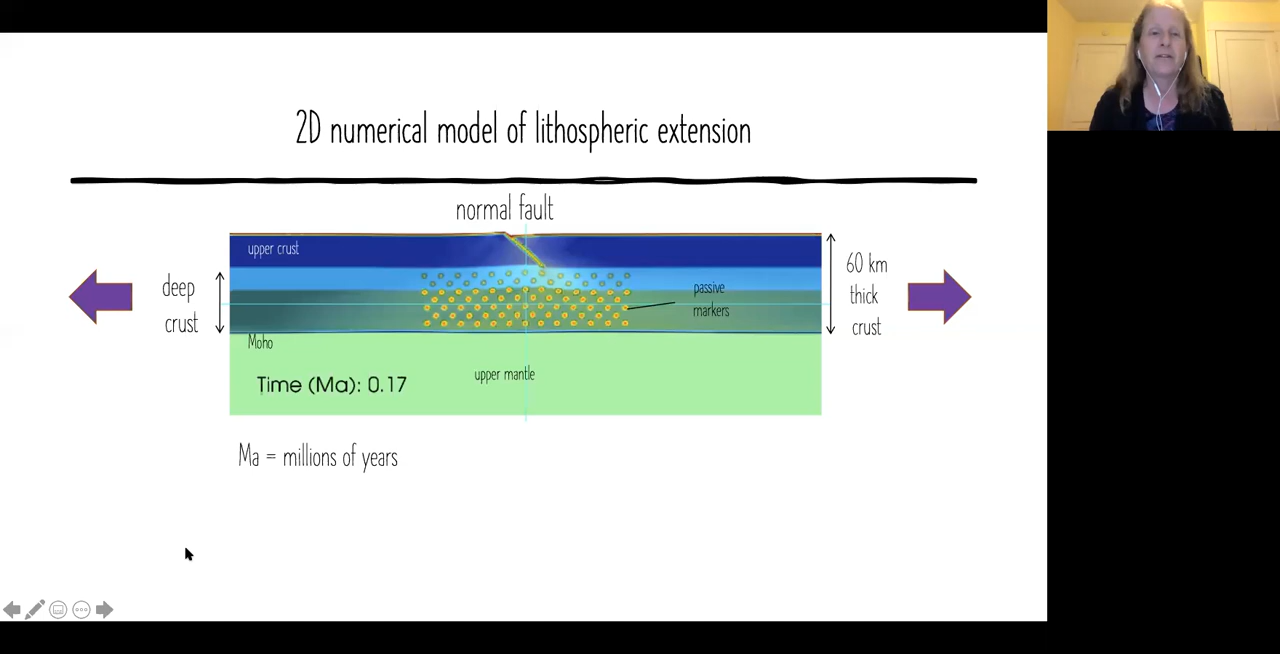 2D numerical model of lithospheric extension
normal fault
upper crust
deep
crust
60 km
thick
crust
passive
markers
Moho
upper mantle
Time (Ma): 0.17
Ma = millions of years